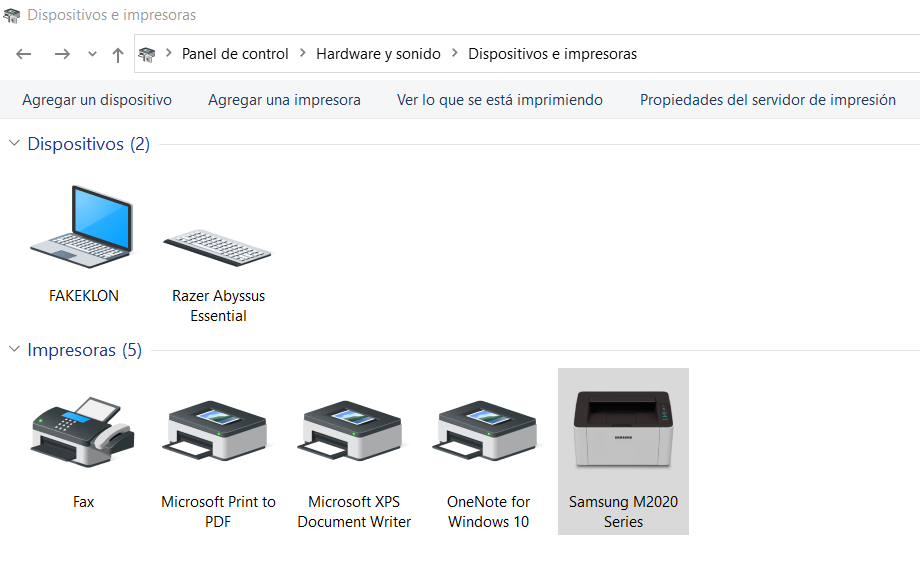 Dispositivos e impresoras
Panel de control > Hardware y sonido > Dispositivos e impresoras
Agregar un dispositivo Agregar una impresora Ver lo que se está imprimiendo Propiedades del servidor de impresión
Dispositivos (2)
FAKEKLON
Razer Abyssus
Essential
Impresoras (5)
Fax
Microsoft Print to
PDF
Microsoft XPS
Document Writer
OneNote for
Windows 10
SAMSUNG
Samsung M2020
Series